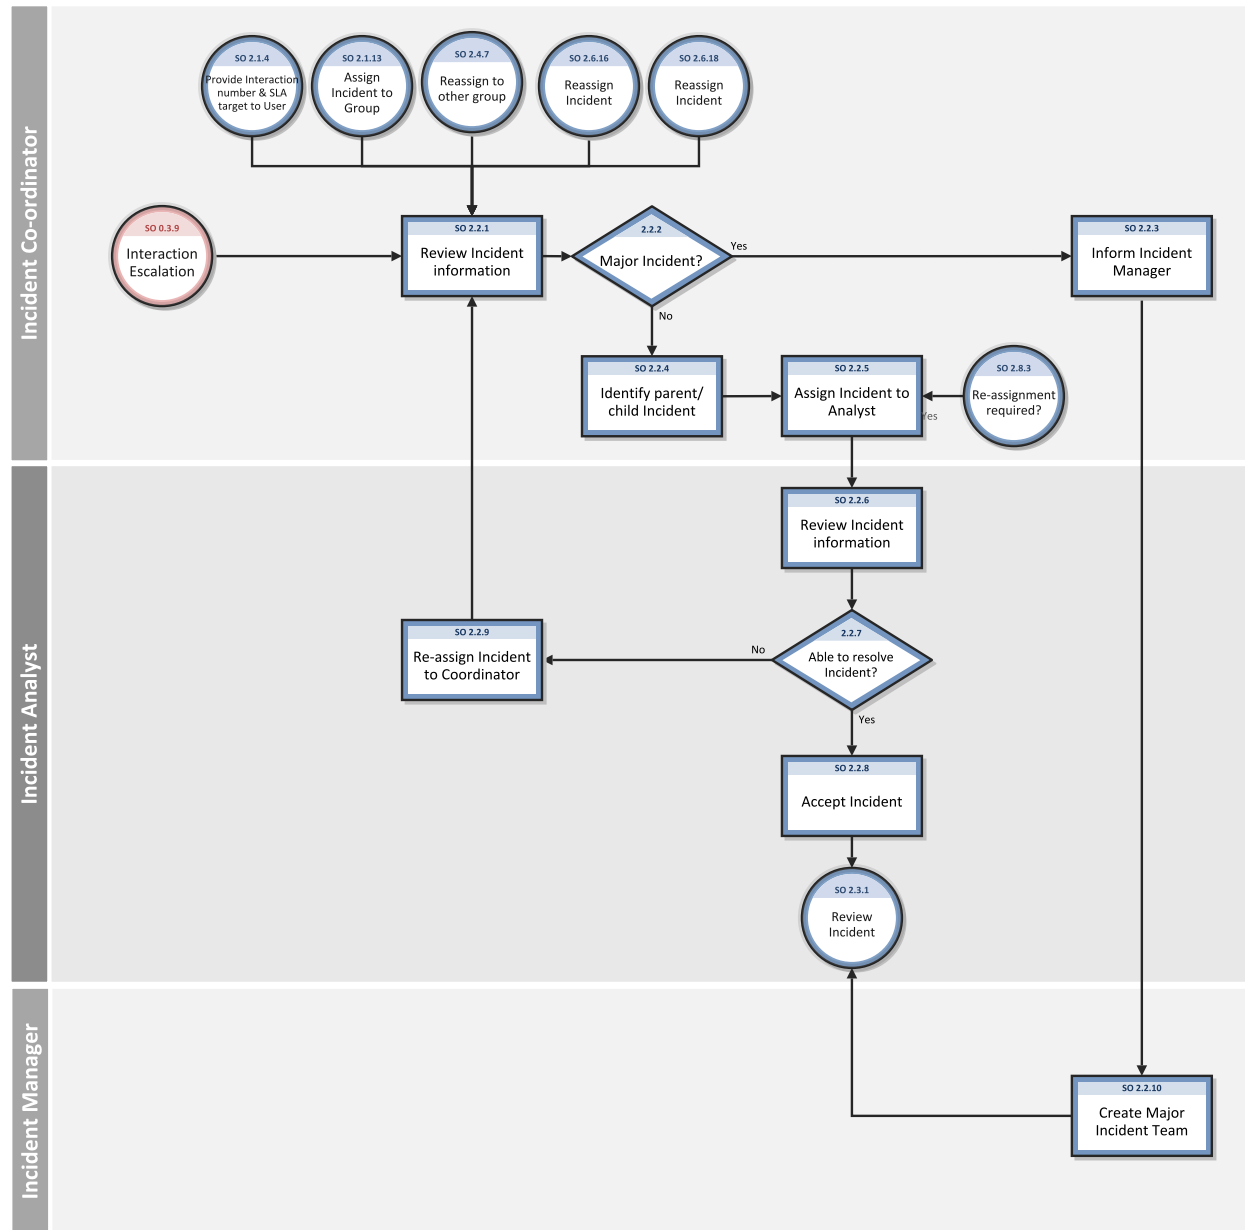 Incident Co-ordinator
SO 2.1.4
Provide Interaction
number & SLA
target to User
SO 2.1.13
Assign
Incident to
Group
SO 2.4.7
Reassign to
other group
SO 2.6.16
Reassign
Incident
SO 2.6.18
Reassign
Incident
SO 0.3.9
Interaction
Escalation
SO 2.2.1
Review Incident
information
2.2.2
Major Incident?
Yes
No
SO 2.2.3
Inform Incident
Manager
SO 2.2.4
Identify parent/
child Incident
SO 2.2.5
Assign Incident to
Analyst
Yes
SO 2.8.3
Re-assignment
required?
Incident Analyst
SO 2.2.6
Review Incident
information
2.2.7
Able to resolve
Incident?
No
Yes
SO 2.2.9
Re-assign Incident
to Coordinator
SO 2.2.8
Accept Incident
SO 2.3.1
Review
Incident
Incident Manager
SO 2.2.10
Create Major
Incident Team